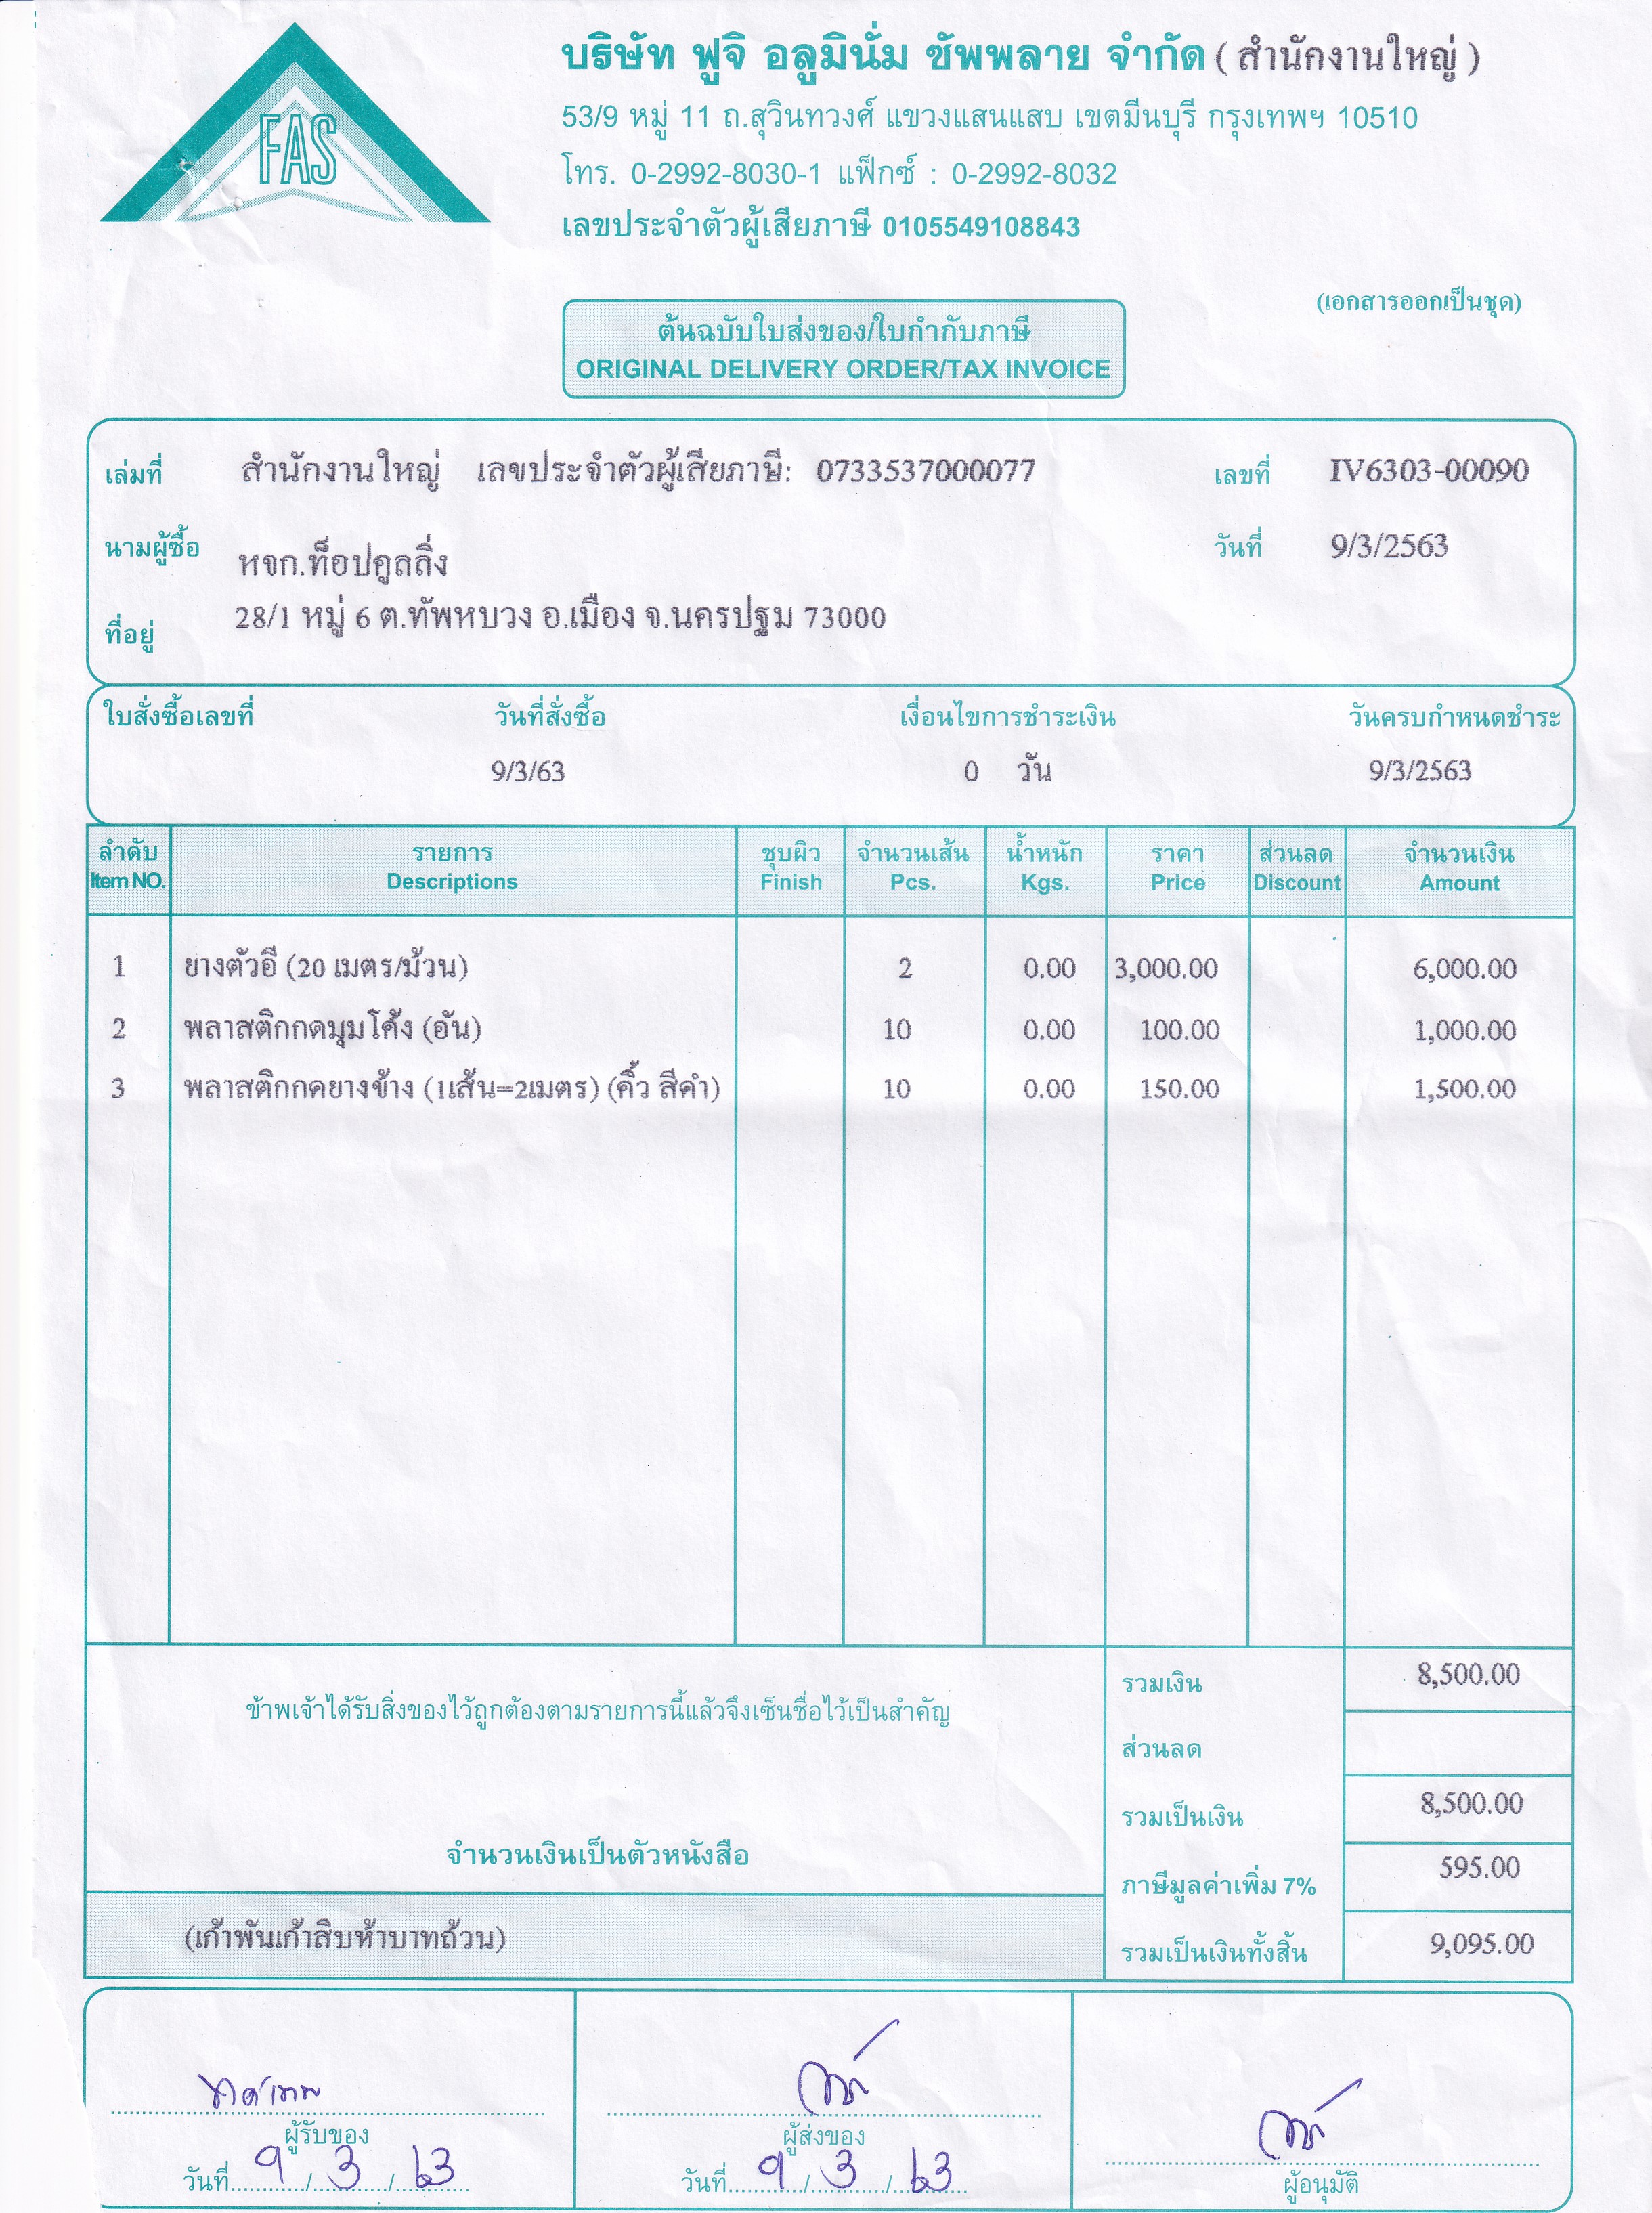 FAS
บริษัท ฟูจิ อลูมินั่ม ซัพพลาย จำกัด ( สำนักงานใหญ่ )
53/9 หมู่ 11 ถ.สุวินทวงศ์ แขวงแสนแสบ เขตมีนบุรี กรุงเทพฯ 10510
โทร. 0-2992-8030-1 แฟ็กซ์ : 0-2992-8032
เลขประจำตัวผู้เสียภาษี 0105549108843
(เอกสารออกเป็นชุด)
ต้นฉบับใบส่งของ/ใบกำกับภาษี
ORIGINAL DELIVERY ORDER/TAX INVOICE
เล่มที่ สำนักงานใหญ่ เลขประจำตัวผู้เสียภาษี: 0733537000077 เลขที่ IV6303-00090
นามผู้ซื้อ หจก.ท็อปคูลลิ่ง วันที่ 9/3/2563
ที่อยู่ 28/1 หมู่ 6 ต.ทัพหบวง อ.เมือง จ.นครปฐม 73000
ใบสั่งซื้อเลขที่ วันที่สั่งซื้อ เงื่อนไขการชำระเงิน วันครบกำหนดชำระ
9/3/63 0 วัน 9/3/2563
ลำดับ รายการ ชุบผิว จำนวนเส้น น้ำหนัก ราคา ส่วนลด จำนวนเงิน
Item NO. Descriptions Finish Pcs. Kgs. Price Discount Amount
1 ยางตัวอี (20 เมตร/ม้วน) 2 0.00 3,000.00 6,000.00
2 พลาสติกกดมุมโค้ง (อัน) 10 0.00 100.00 1,000.00
3 พลาสติกกดยางข้าง (1เส้น=2เมตร) (คิ้ว สีดำ) 10 0.00 150.00 1,500.00
รวมเงิน 8,500.00
ข้าพเจ้าได้รับสิ่งของไว้ถูกต้องตามรายการนี้แล้วจึงเซ็นชื่อไว้เป็นสำคัญ
ส่วนลด
รวมเป็นเงิน 8,500.00
จำนวนเงินเป็นตัวหนังสือ
ภาษีมูลค่าเพิ่ม 7% 595.00
(เก้าพันเก้าสิบห้าบาทถ้วน)
รวมเป็นเงินทั้งสิ้น 9,095.00
ผู้รับของ ผู้ส่งของ
วันที่ 9/3/63 วันที่ 9/3/63 ผู้อนุมัติ